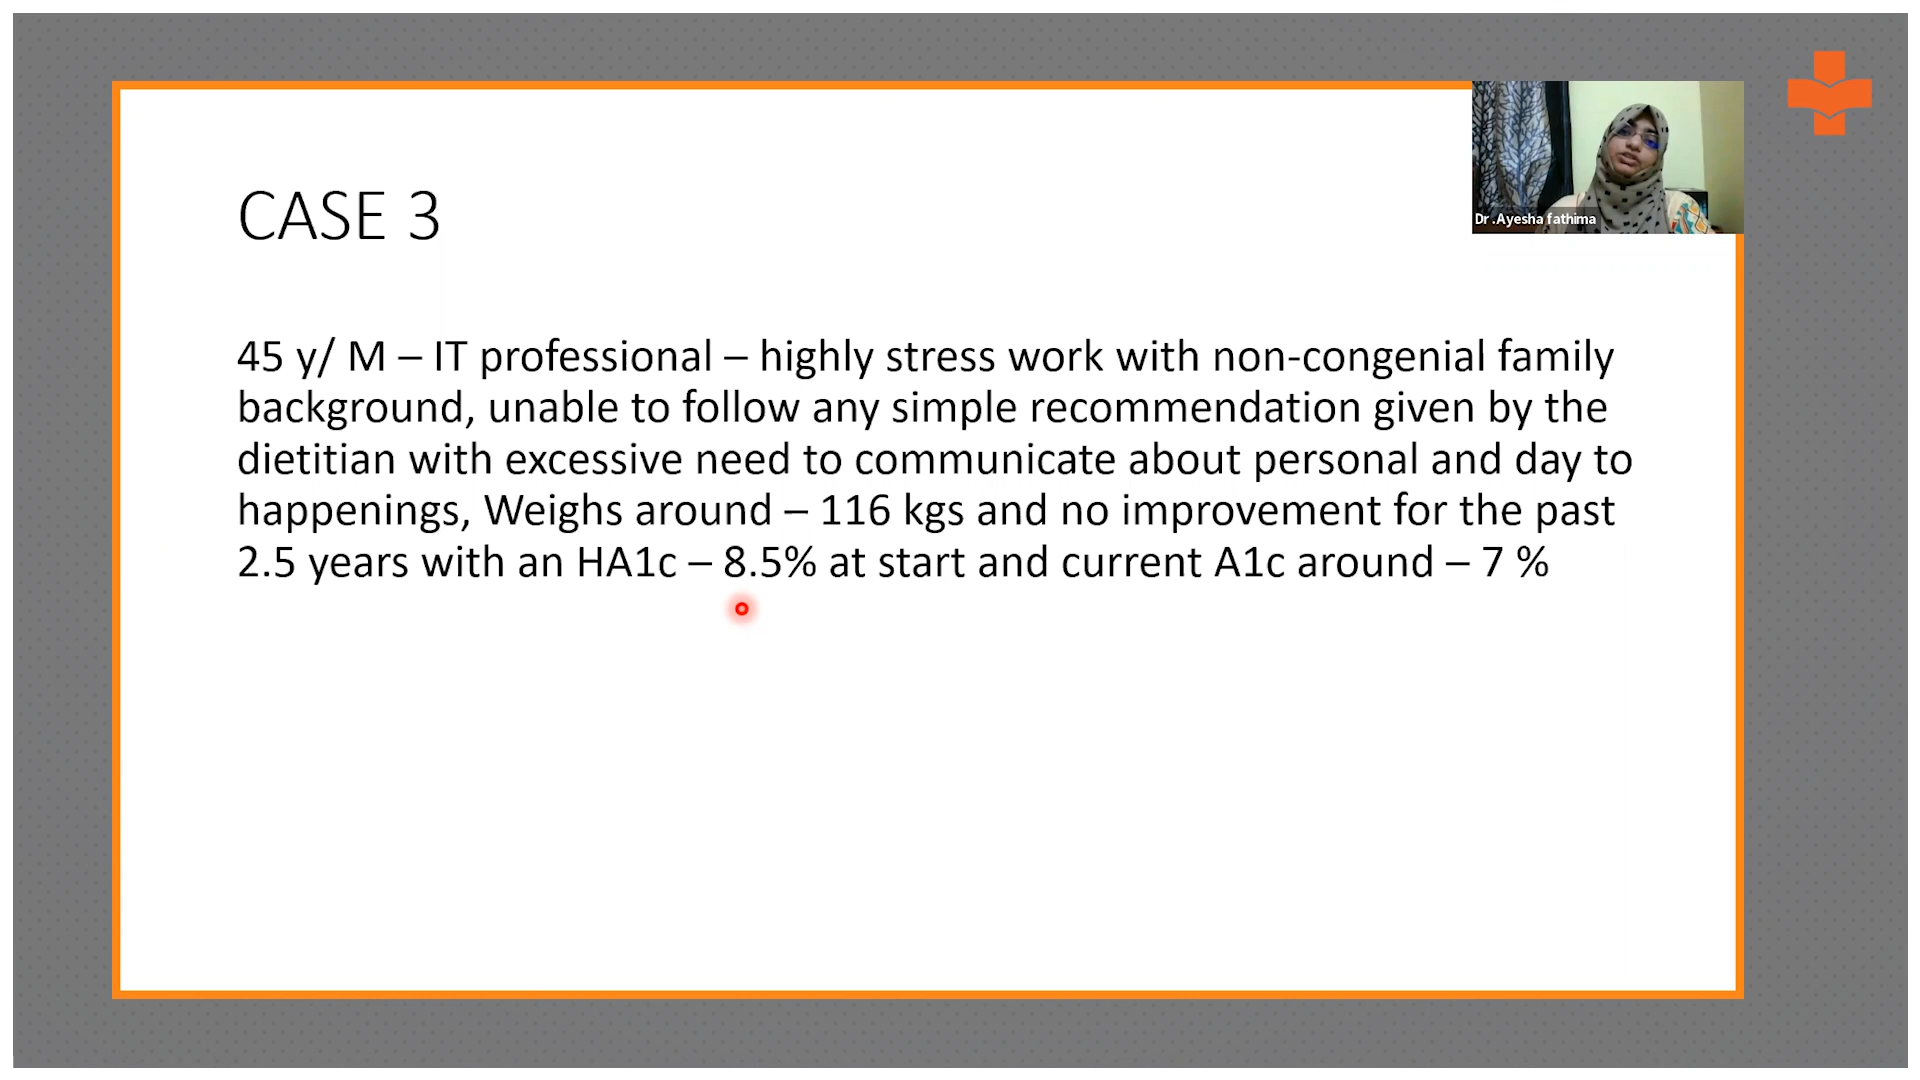 CASE 3
Dr .Ayesha fathima
45 y/ M – IT professional – highly stress work with non-congenial family
background, unable to follow any simple recommendation given by the
dietitian with excessive need to communicate about personal and day to
happenings, Weighs around – 116 kgs and no improvement for the past
2.5 years with an HA1c – 8.5% at start and current A1c around – 7 %